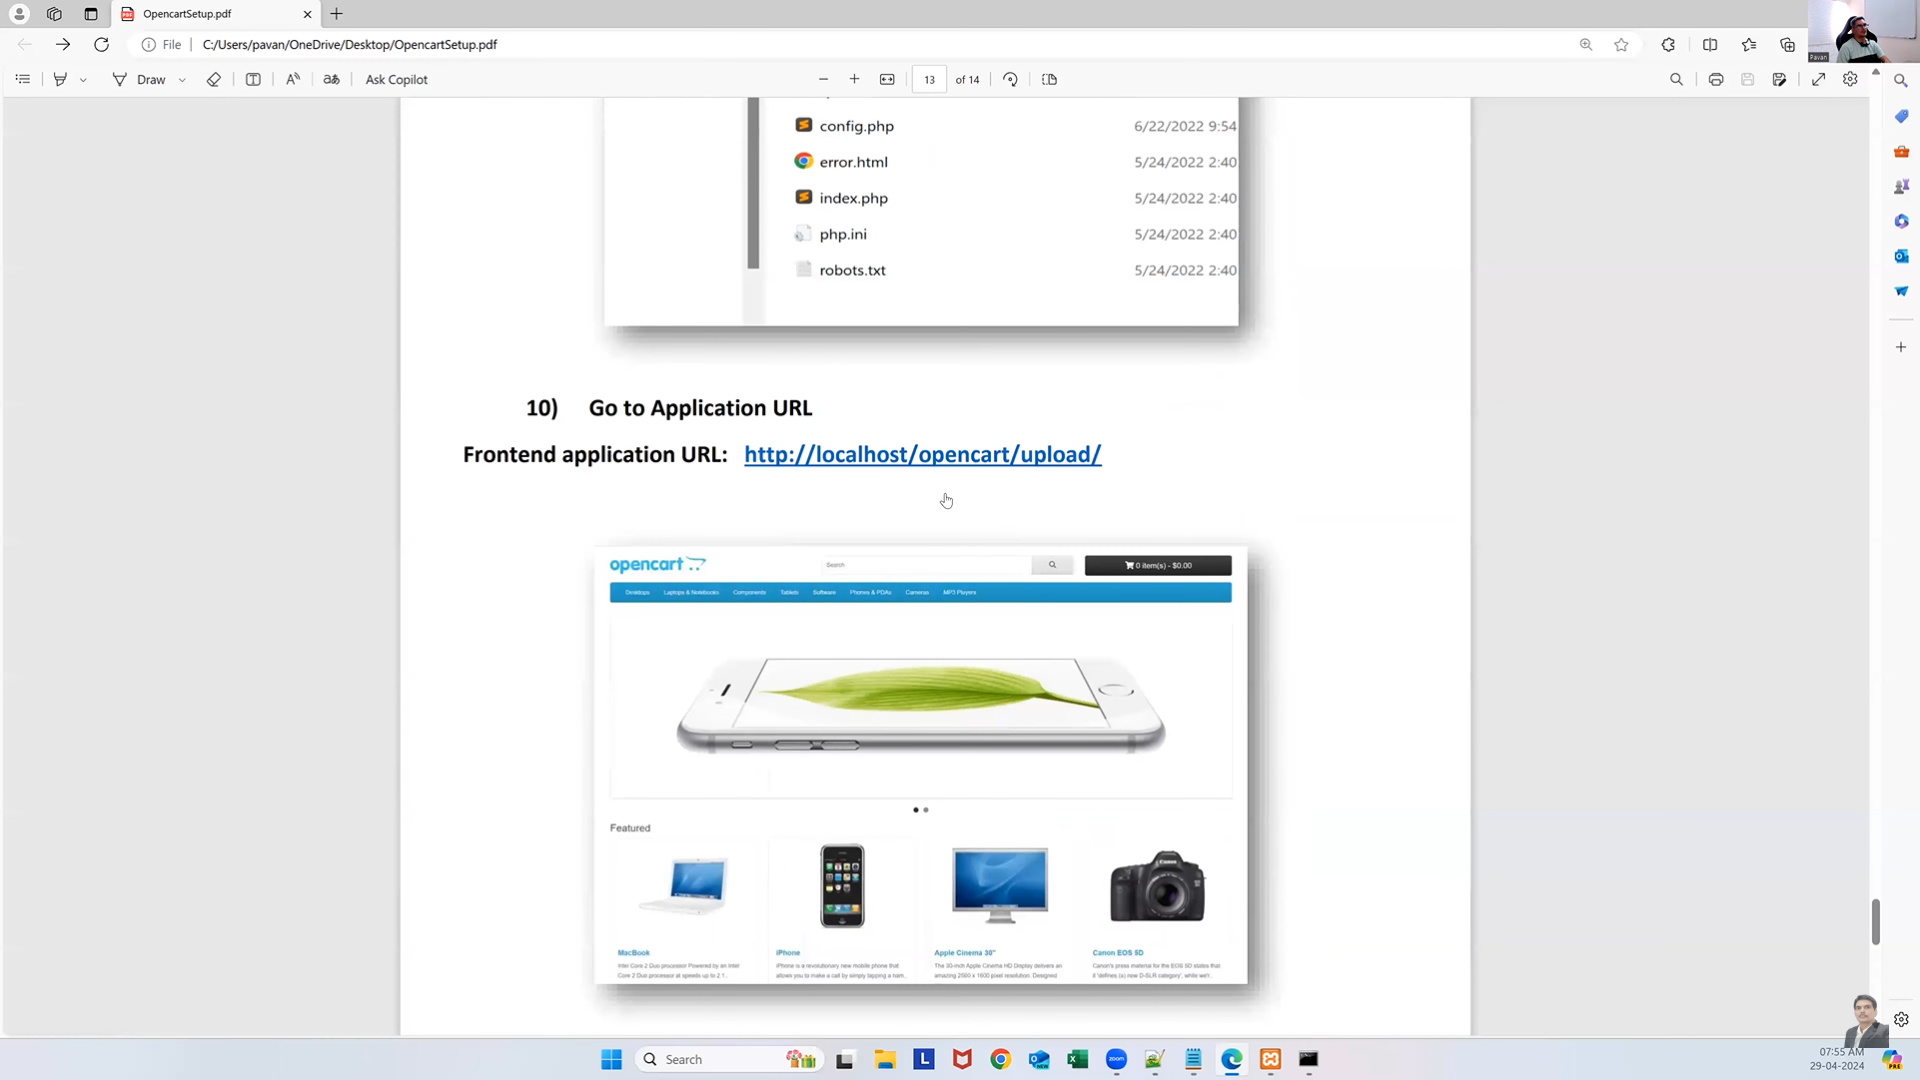 OpencartSetup.pdf
File
C:/Users/pavan/OneDrive/Desktop/OpencartSetup.pdf
Draw
Ask Copilot
13 of 14
Pavan
config.php 6/22/2022 9:54
error.html 5/24/2022 2:40
index.php 5/24/2022 2:40
php.ini 5/24/2022 2:40
robots.txt 5/24/2022 2:40
10) Go to Application URL
Frontend application URL: http://localhost/opencart/upload/
opencart
Search
0 item(s) - $0.00
Desktops Laptops & Notebooks Components Tablets Software Phones & PDAs Cameras MP3 Players
Featured
MacBook
Intel Core 2 Duo processor Powered by an Intel
Core 2 Duo processor at speeds up to 2.1..
iPhone
iPhone is a revolutionary new mobile phone that
allows you to make a call by simply tapping a nam..
Apple Cinema 30"
The 30-inch Apple Cinema HD Display delivers an
amazing 2560 x 1600 pixel resolution. Designed
Canon EOS 5D
Canon's press material for the EOS 5D states that
it 'defines (a) new D-SLR category', while we'r..
Search
07:55 AM
29-04-2024